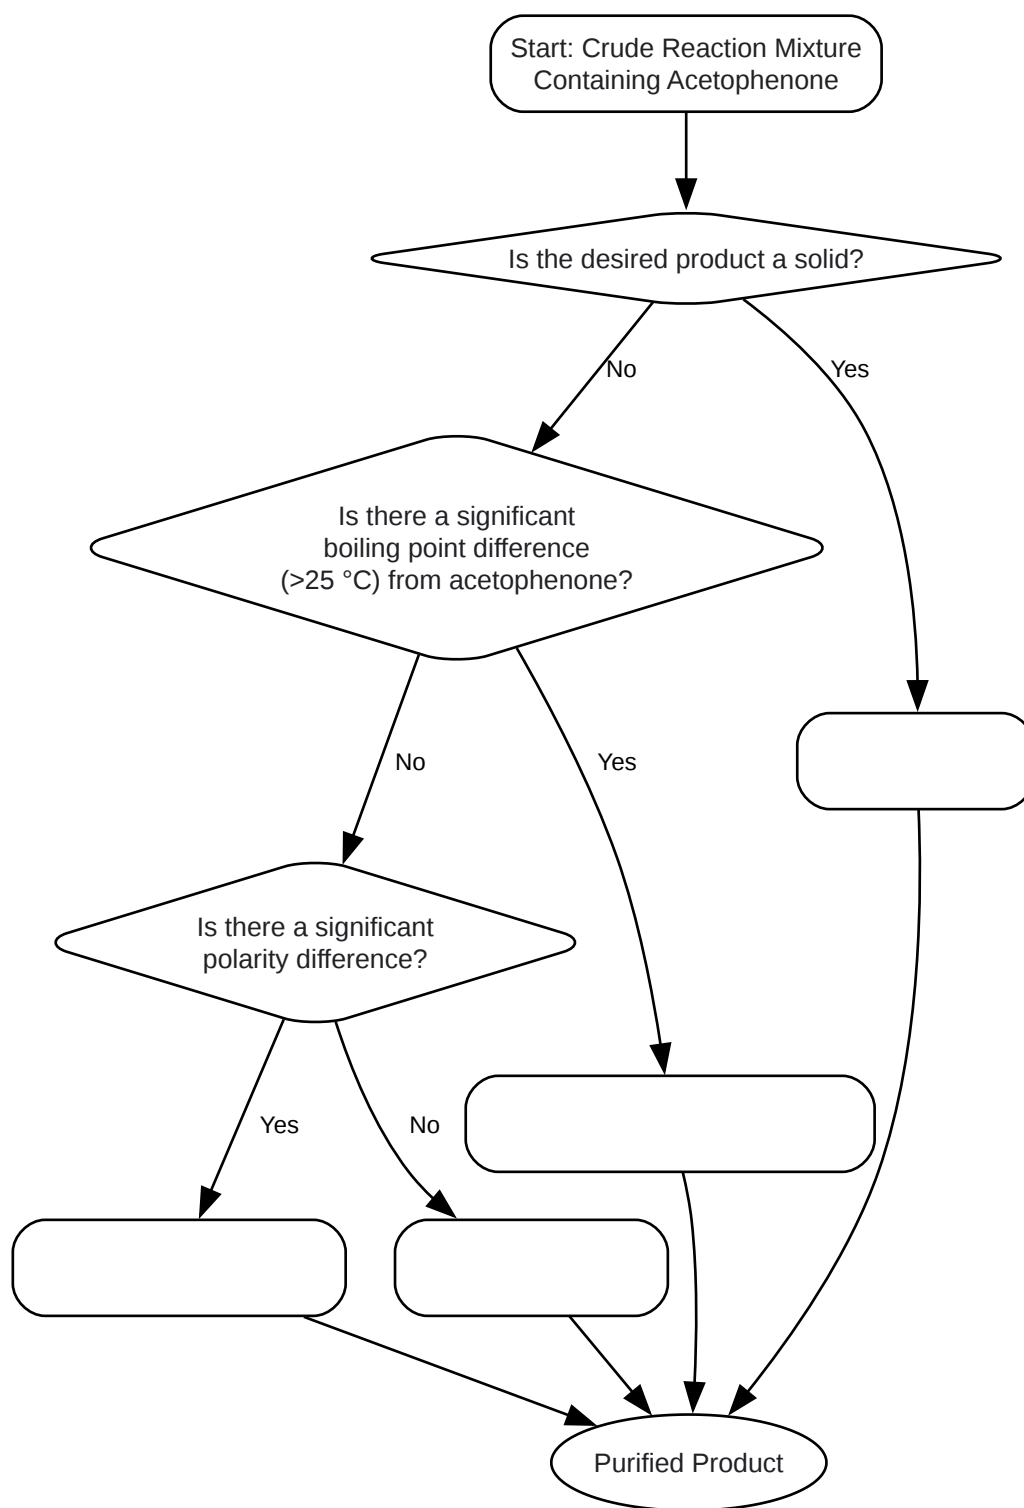 Start: Crude Reaction Mixture
Containing Acetophenone
Is the desired product a solid?
No
Yes
Is there a significant
boiling point difference
(>25 °C) from acetophenone?
No
Yes
Is there a significant
polarity difference?
Yes
No
Purified Product